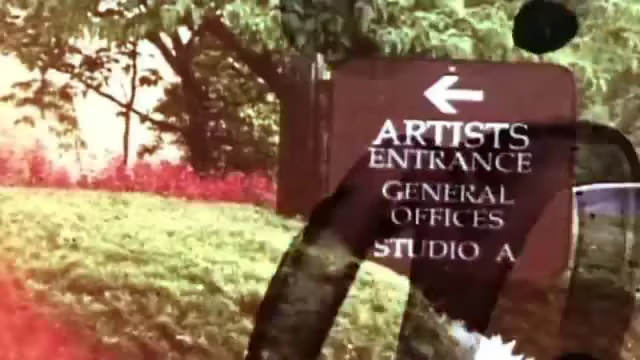 ARTISTS
ENTRANCE
GENERAL
OFFICES
STUDIO A